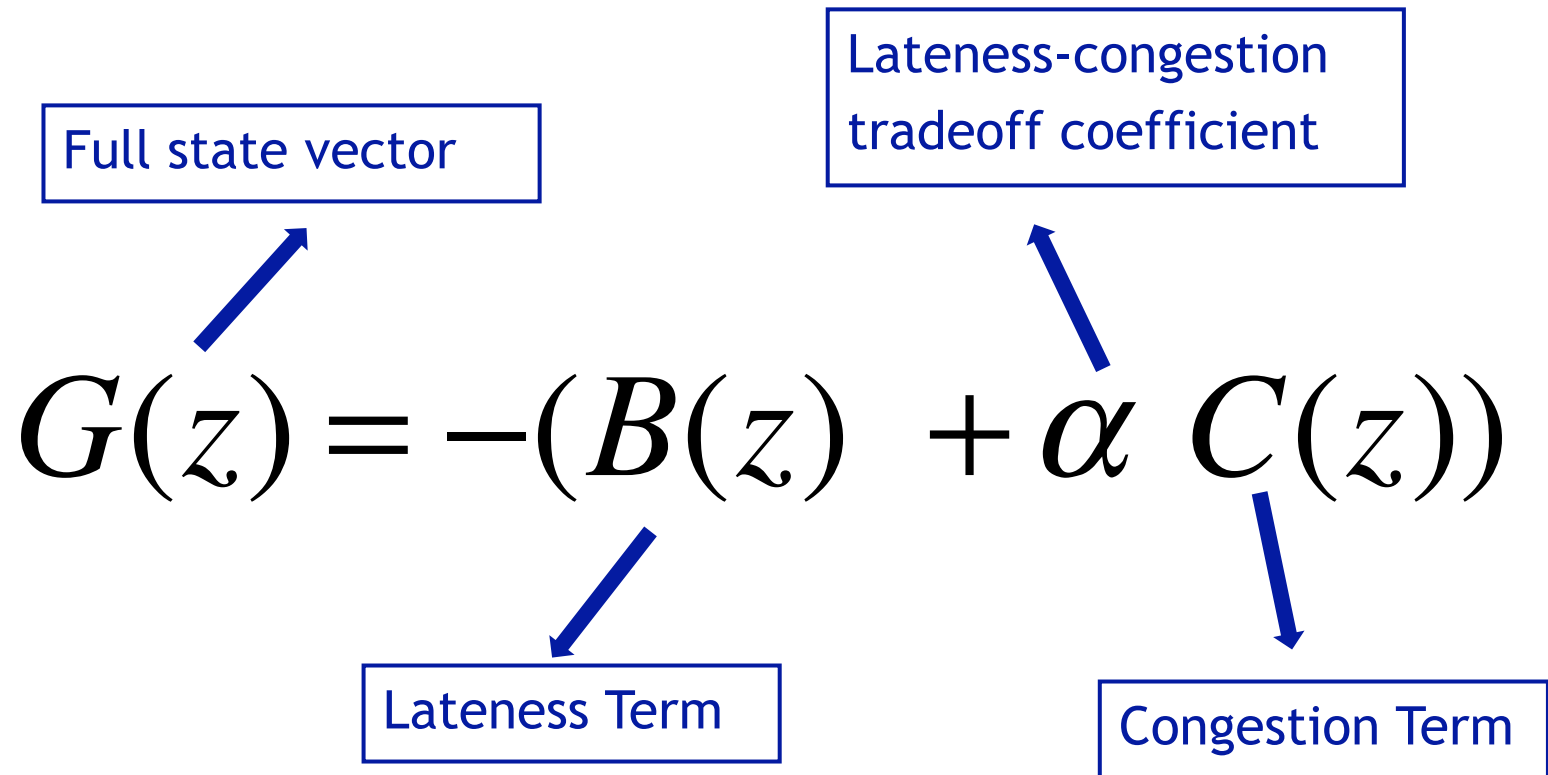 Lateness-congestion
tradeoff coefficient
Full state vector
G(z) = −(B(z) + α C(z))
Lateness Term
Congestion Term